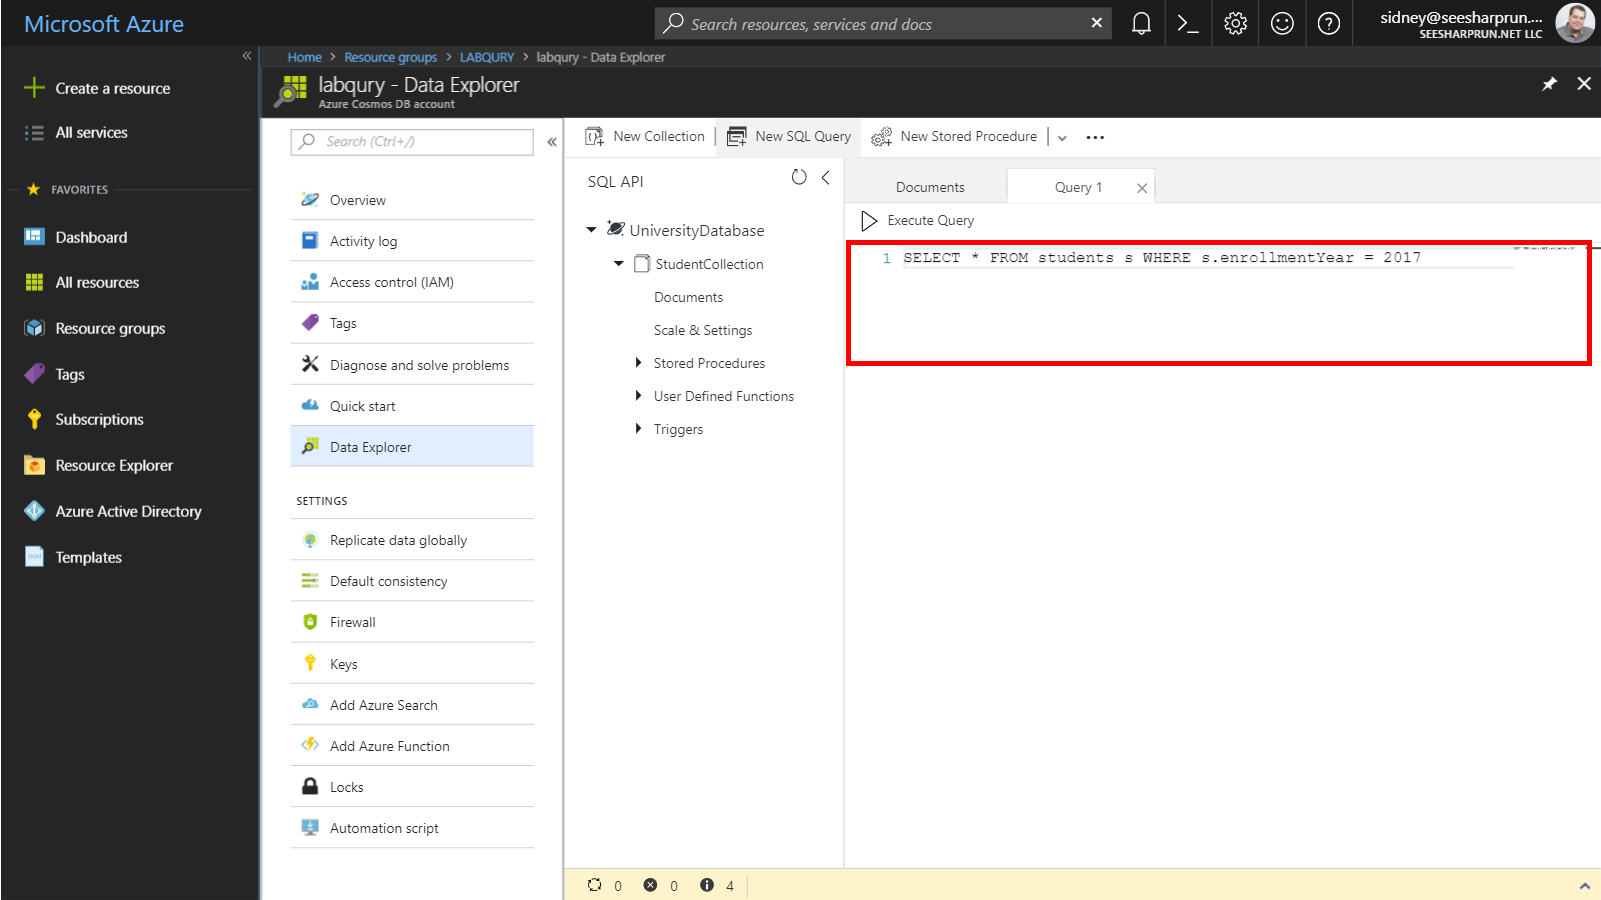 Microsoft Azure
Search resources, services and docs
sidney@seesharprun....
SEESHARPRUN.NET LLC
Create a resource
All services
FAVORITES
Dashboard
All resources
Resource groups
Tags
Subscriptions
Resource Explorer
Azure Active Directory
Templates
Home > Resource groups > LABQURY > labqury - Data Explorer
labqury - Data Explorer
Azure Cosmos DB account
Search (Ctrl+/)
Overview
Activity log
Access control (IAM)
Tags
Diagnose and solve problems
Quick start
Data Explorer
SETTINGS
Replicate data globally
Default consistency
Firewall
Keys
Add Azure Search
Add Azure Function
Locks
Automation script
New Collection
New SQL Query
New Stored Procedure
SQL API
UniversityDatabase
StudentCollection
Documents
Scale & Settings
Stored Procedures
User Defined Functions
Triggers
Documents
Query 1
Execute Query
1 SELECT * FROM students s WHERE s.enrollmentYear = 2017
0 0 4